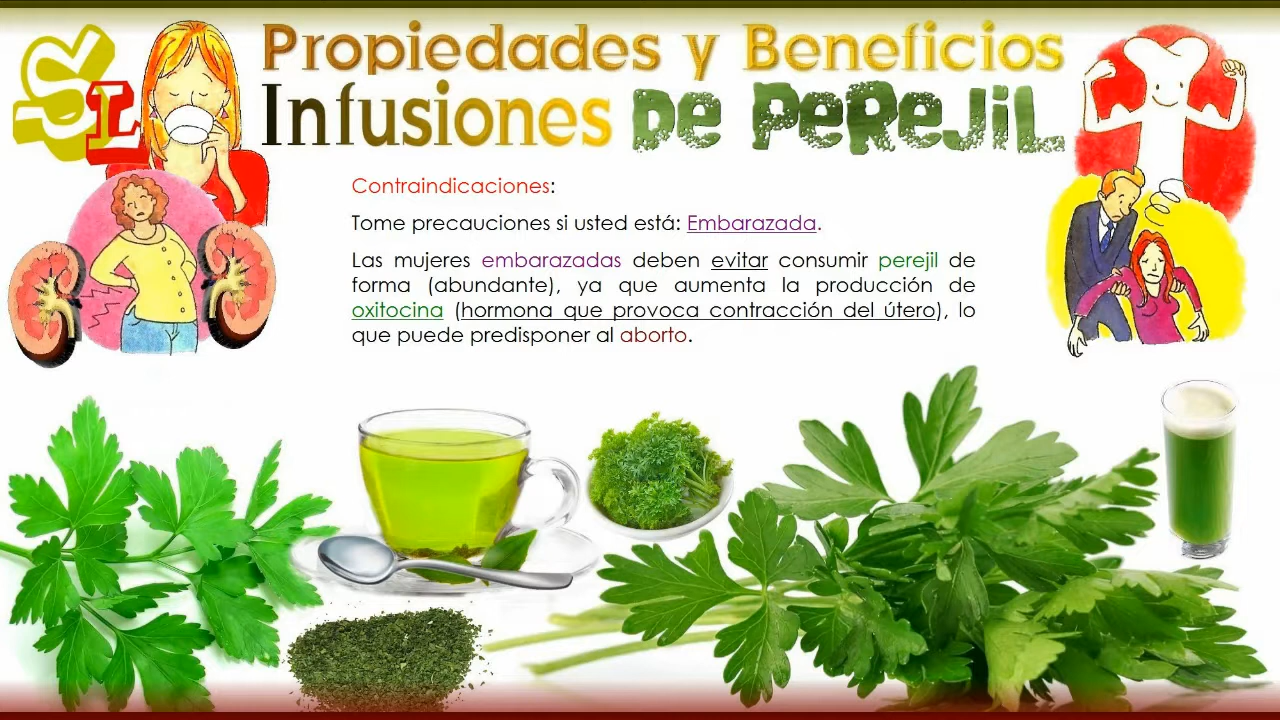 SL
Propiedades y Beneficios
Infusiones DE PeReJiL
Contraindicaciones:
Tome precauciones si usted está: Embarazada.
Las mujeres embarazadas deben evitar consumir perejil de
forma (abundante), ya que aumenta la producción de
oxitocina (hormona que provoca contracción del útero), lo
que puede predisponer al aborto.